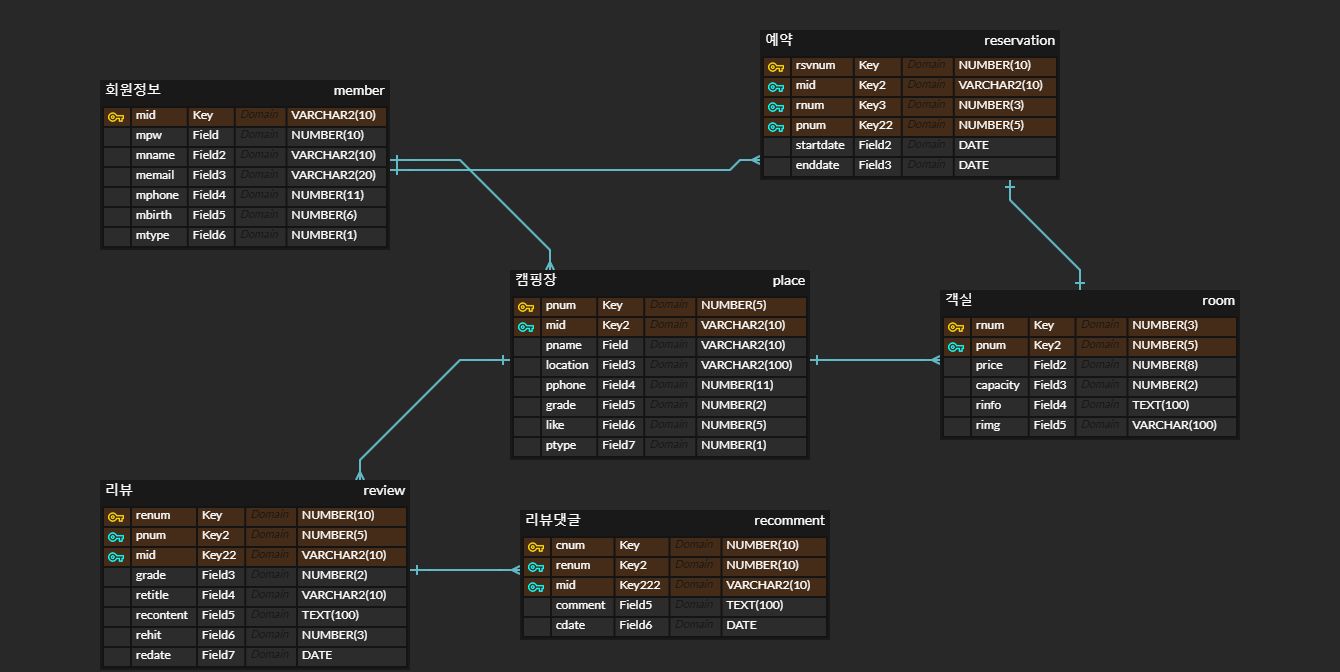 회원정보 member
mid Key Domain VARCHAR2(10)
mpw Field Domain NUMBER(10)
mname Field2 Domain VARCHAR2(10)
memail Field3 Domain VARCHAR2(20)
mphone Field4 Domain NUMBER(11)
mbirth Field5 Domain NUMBER(6)
mtype Field6 Domain NUMBER(1)
예약 reservation
rsvnum Key Domain NUMBER(10)
mid Key2 Domain VARCHAR2(10)
rnum Key3 Domain NUMBER(3)
pnum Key22 Domain NUMBER(5)
startdate Field2 Domain DATE
enddate Field3 Domain DATE
캠핑장 place
pnum Key Domain NUMBER(5)
mid Key2 Domain VARCHAR2(10)
pname Field Domain VARCHAR2(10)
location Field3 Domain VARCHAR2(100)
pphone Field4 Domain NUMBER(11)
grade Field5 Domain NUMBER(2)
like Field6 Domain NUMBER(5)
ptype Field7 Domain NUMBER(1)
객실 room
rnum Key Domain NUMBER(3)
pnum Key2 Domain NUMBER(5)
price Field2 Domain NUMBER(8)
capacity Field3 Domain NUMBER(2)
rinfo Field4 Domain TEXT(100)
rimg Field5 Domain VARCHAR(100)
리뷰 review
renum Key Domain NUMBER(10)
pnum Key2 Domain NUMBER(5)
mid Key22 Domain VARCHAR2(10)
grade Field3 Domain NUMBER(2)
retitle Field4 Domain VARCHAR2(10)
recontent Field5 Domain TEXT(100)
rehit Field6 Domain NUMBER(3)
redate Field7 Domain DATE
리뷰댓글 recomment
cnum Key Domain NUMBER(10)
renum Key2 Domain NUMBER(10)
mid Key222 Domain VARCHAR2(10)
comment Field5 Domain TEXT(100)
cdate Field6 Domain DATE